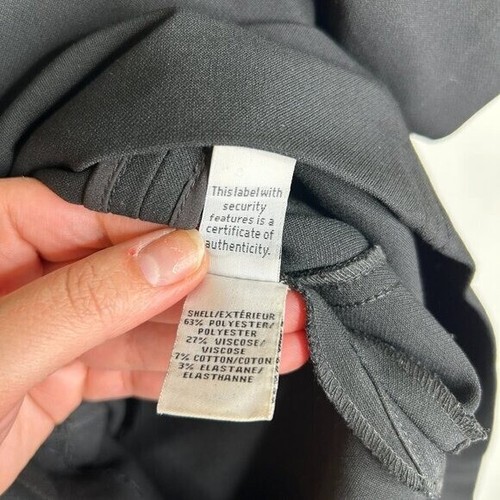 This label with
security
features is a
certificate of
authenticity.
SHELL/EXTÉRIEUR
63% POLYESTER/
POLYESTER
27% VISCOSE/
VISCOSE
7% COTTON/COTON
3% ELASTANE/
ELASTHANNE